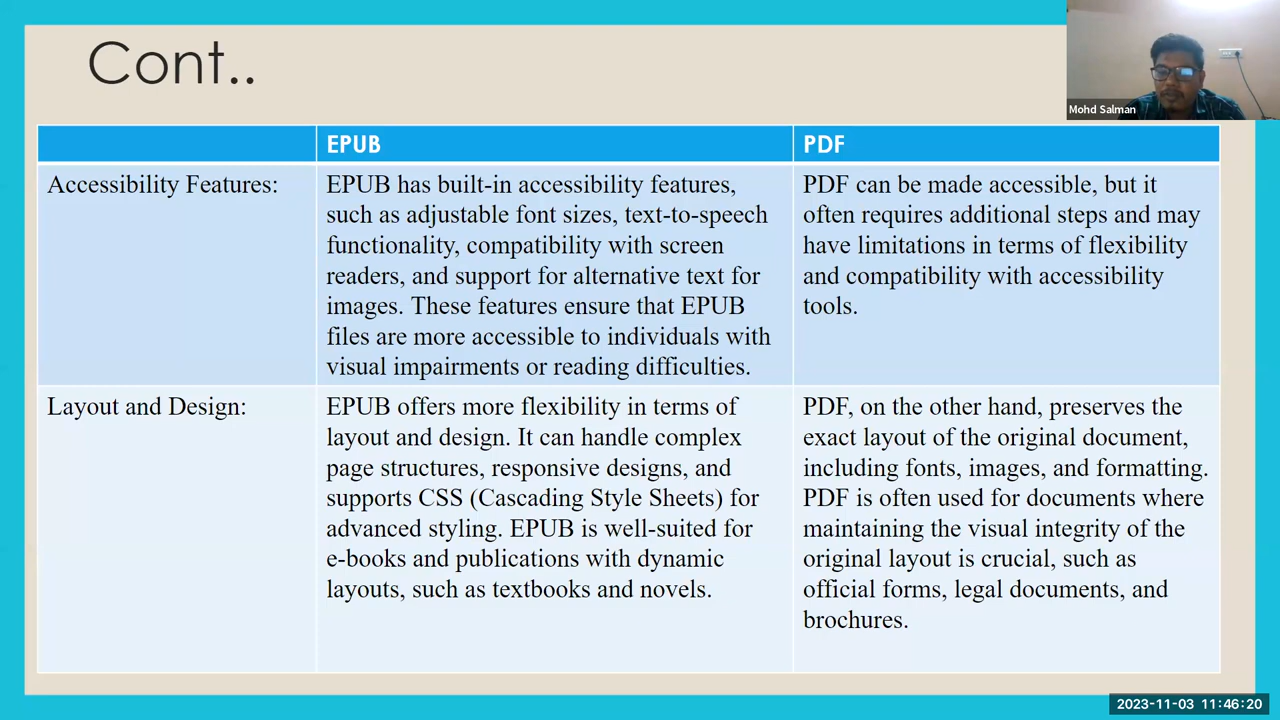 Cont..
Mohd Salman
EPUB
PDF
Accessibility Features:
EPUB has built-in accessibility features,
such as adjustable font sizes, text-to-speech
functionality, compatibility with screen
readers, and support for alternative text for
images. These features ensure that EPUB
files are more accessible to individuals with
visual impairments or reading difficulties.
PDF can be made accessible, but it
often requires additional steps and may
have limitations in terms of flexibility
and compatibility with accessibility
tools.
Layout and Design:
EPUB offers more flexibility in terms of
layout and design. It can handle complex
page structures, responsive designs, and
supports CSS (Cascading Style Sheets) for
advanced styling. EPUB is well-suited for
e-books and publications with dynamic
layouts, such as textbooks and novels.
PDF, on the other hand, preserves the
exact layout of the original document,
including fonts, images, and formatting.
PDF is often used for documents where
maintaining the visual integrity of the
original layout is crucial, such as
official forms, legal documents, and
brochures.
2023-11-03 11:46:20